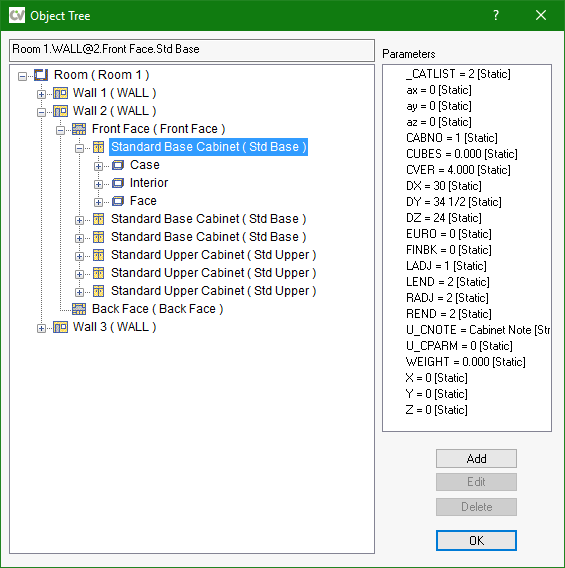 CV Object Tree
Room 1.WALL@2.Front Face.Std Base
Room ( Room 1 )
Wall 1 ( WALL )
Wall 2 ( WALL )
Front Face ( Front Face )
Standard Base Cabinet ( Std Base )
Case
Interior
Face
Standard Base Cabinet ( Std Base )
Standard Base Cabinet ( Std Base )
Standard Upper Cabinet ( Std Upper )
Standard Upper Cabinet ( Std Upper )
Standard Upper Cabinet ( Std Upper )
Back Face ( Back Face )
Wall 3 ( WALL )
Parameters
_CATLIST = 2 [Static]
ax = 0 [Static]
ay = 0 [Static]
az = 0 [Static]
CABNO = 1 [Static]
CUBES = 0.000 [Static]
CVER = 4.000 [Static]
DX = 30 [Static]
DY = 34 1/2 [Static]
DZ = 24 [Static]
EURO = 0 [Static]
FINBK = 0 [Static]
LADJ = 1 [Static]
LEND = 2 [Static]
RADJ = 2 [Static]
REND = 2 [Static]
U_CNOTE = Cabinet Note [Str
U_CPARM = 0 [Static]
WEIGHT = 0.000 [Static]
X = 0 [Static]
Y = 0 [Static]
Z = 0 [Static]
Add
Edit
Delete
OK